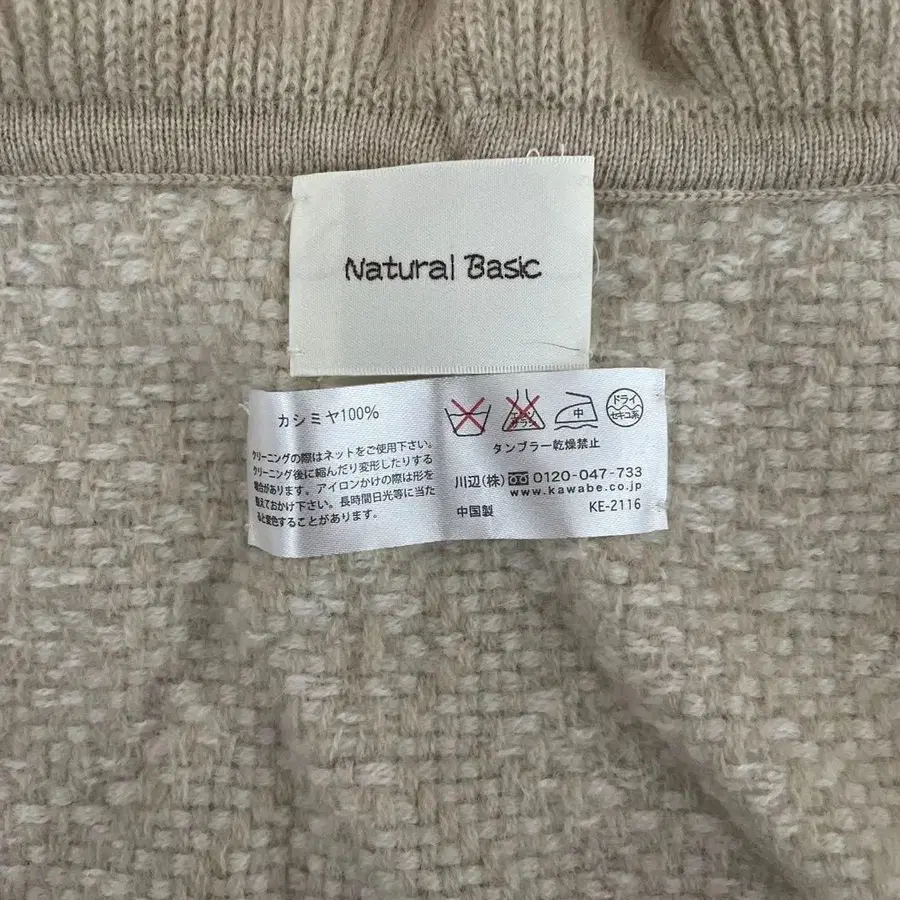 Natural Basic
カシミヤ100%
クリーニングの際はネットをご使用下さい。
クリーニング後に縮んだり変形したりする
場合があります。アイロンかけの際は形を
整えておかけ下さい。長時間日光等に当た
ると変色することがあります。
エンソ
サラシ
中
ドライ
セキユ系
タンブラー乾燥禁止
川辺(株) 0120-047-733
www.kawabe.co.jp
中国製 KE-2116